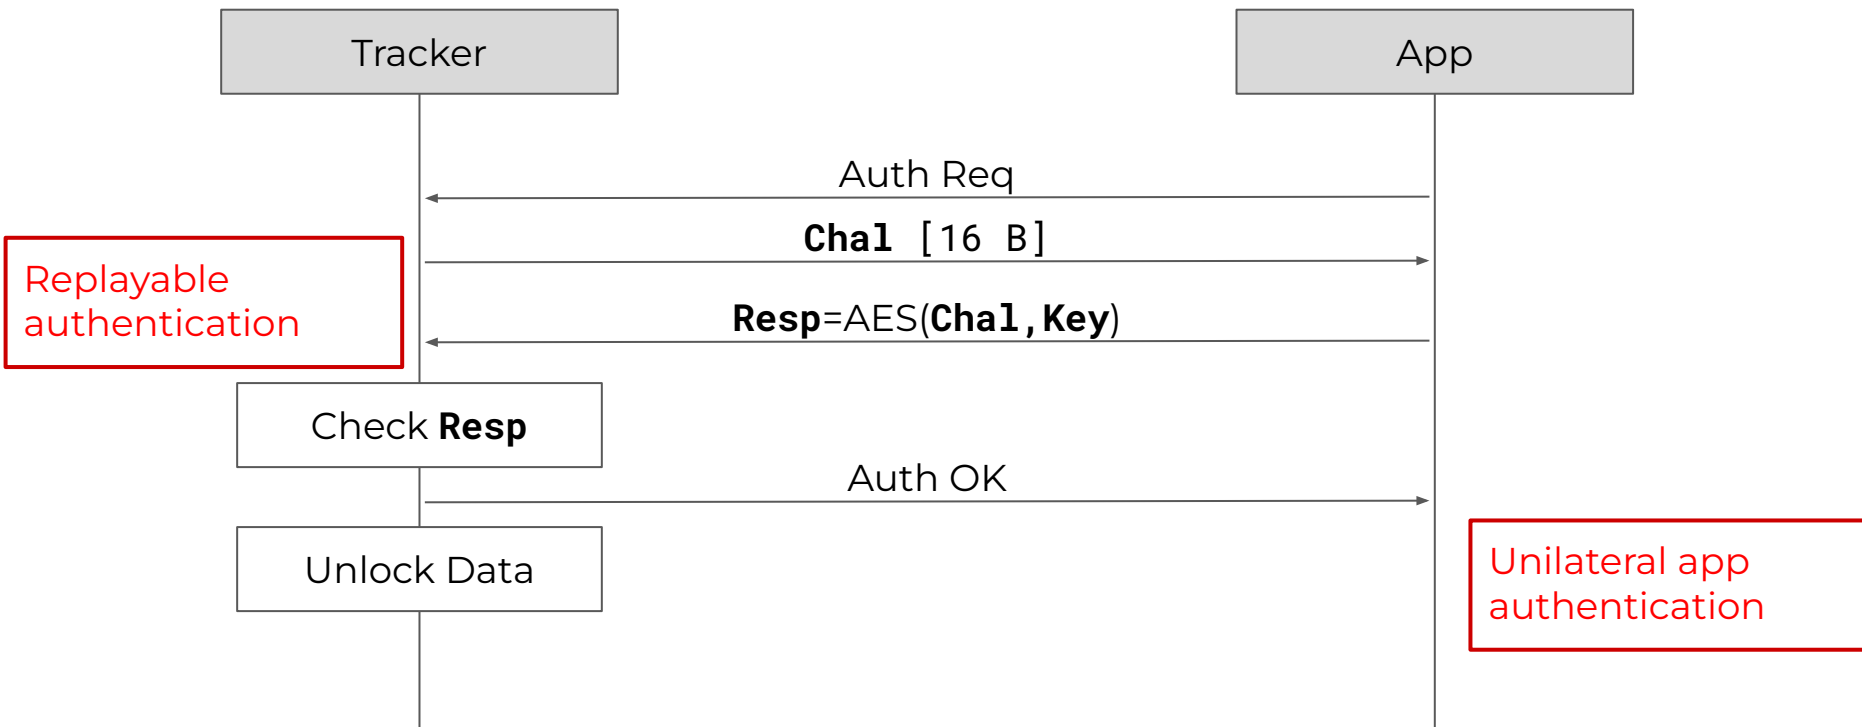 Tracker
App
Auth Req
Chal [16 B]
Replayable
authentication
Resp=AES(Chal,Key)
Check Resp
Auth OK
Unlock Data
Unilateral app
authentication